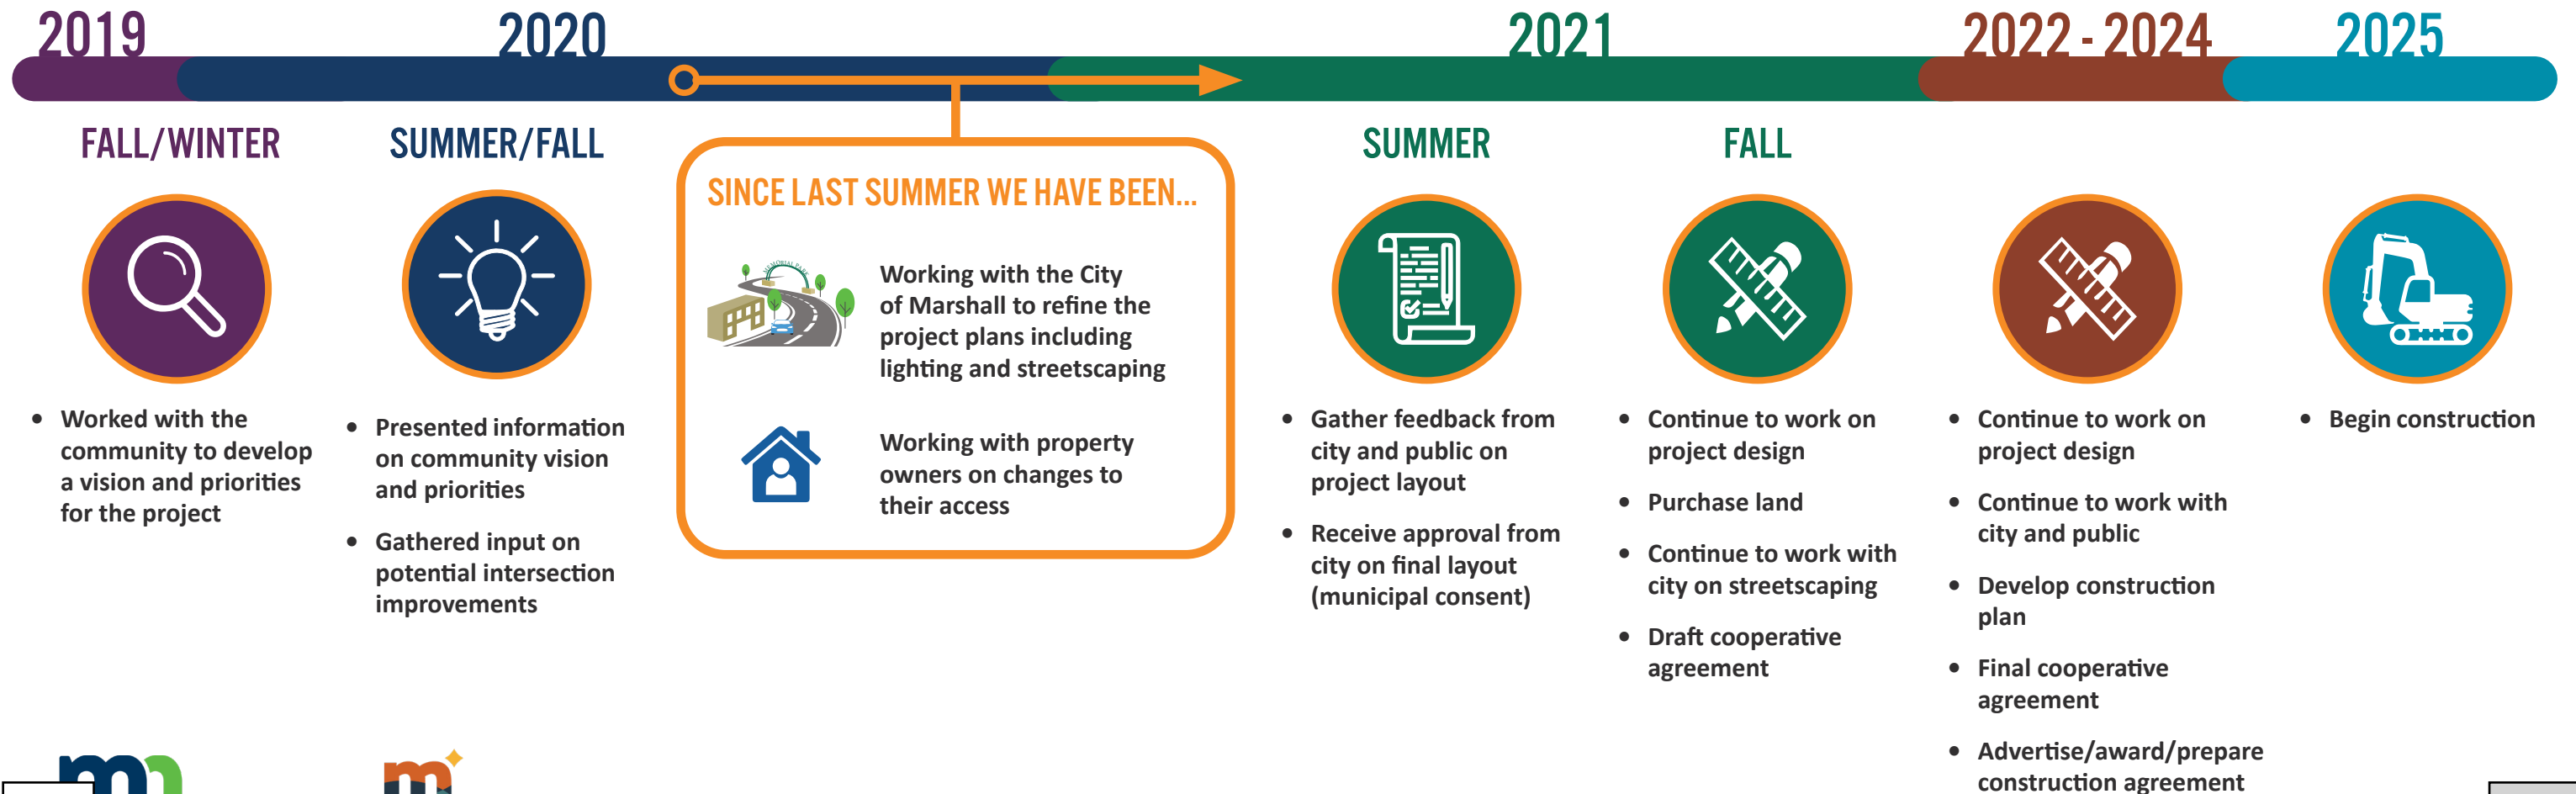 2019
2020
2021
2022 - 2024
2025
FALL/WINTER
• Worked with the
community to develop
a vision and priorities
for the project
SUMMER/FALL
• Presented information
on community vision
and priorities
• Gathered input on
potential intersection
improvements
SINCE LAST SUMMER WE HAVE BEEN...
MEMORIAL PARK
Working with the City
of Marshall to refine the
project plans including
lighting and streetscaping
Working with property
owners on changes to
their access
SUMMER
• Gather feedback from
city and public on
project layout
• Receive approval from
city on final layout
(municipal consent)
FALL
• Continue to work on
project design
• Purchase land
• Continue to work with
city on streetscaping
• Draft cooperative
agreement
• Continue to work on
project design
• Continue to work with
city and public
• Develop construction
plan
• Final cooperative
agreement
• Advertise/award/prepare
construction agreement
• Begin construction
mn
m